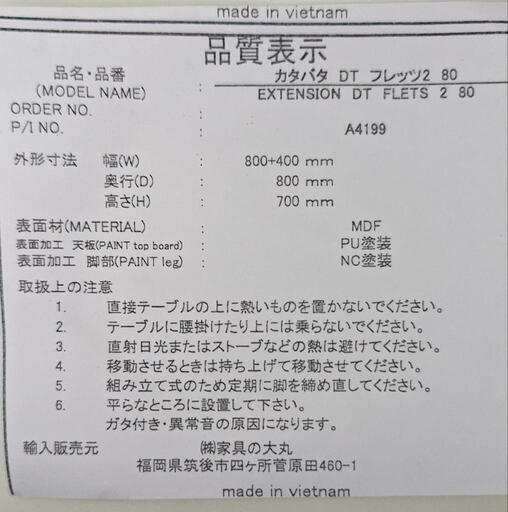 made in vietnam
品質表示
品名・品番 カタバタ DT フレッツ2 80
(MODEL NAME) : EXTENSION DT FLETS 2 80
ORDER NO. :
P/I NO. : A4199
外形寸法 幅(W) : 800+400 mm
奥行(D) : 800 mm
高さ(H) : 700 mm
表面材(MATERIAL) : MDF
表面加工 天板(PAINT top board) : PU塗装
表面加工 脚部(PAINT leg) : NC塗装
取扱上の注意
1. 直接テーブルの上に熱いものを置かないでください。
2. テーブルに腰掛けたり上には乗らないでください。
3. 直射日光またはストーブなどの熱は避けてください。
4. 移動させるときは持ち上げて移動させてください。
5. 組み立て式のため定期に脚を締め直してください。
6. 平らなところに設置して下さい。
ガタ付き・異常音の原因になります。
輸入販売元 ㈱家具の大丸
福岡県筑後市四ヶ所菅原田460-1
made in vietnam